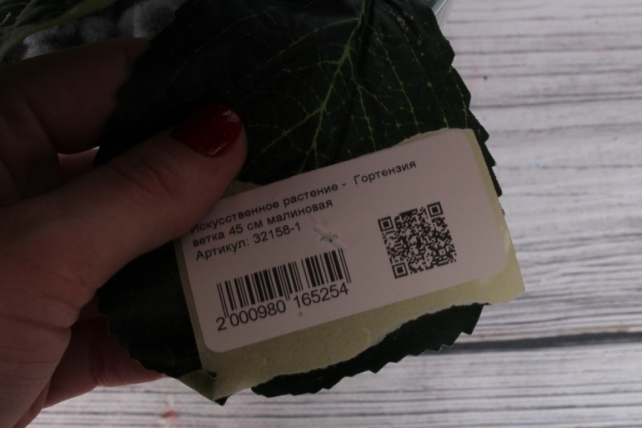 Искусственное растение - Гортензия
ветка 45 см малиновая
Артикул: 32158-1
2 000980 165254